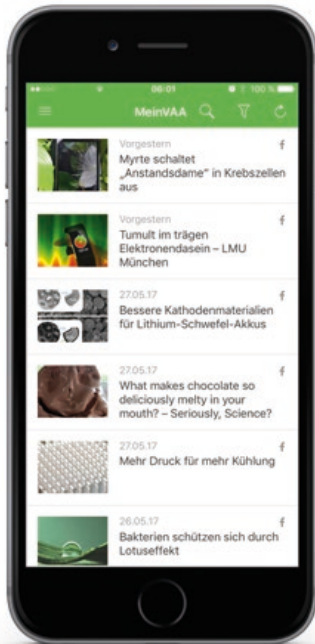 06:01
100 %
MeinVAA
Vorgestern
f
Myrte schaltet
„Anstandsdame“ in Krebszellen
aus
Vorgestern
f
Tumult im trägen
Elektronendasein – LMU
München
27.05.17
f
Bessere Kathodenmaterialien
für Lithium-Schwefel-Akkus
27.05.17
f
What makes chocolate so
deliciously melty in your
mouth? – Seriously, Science?
27.05.17
f
Mehr Druck für mehr Kühlung
26.05.17
f
Bakterien schützen sich durch
Lotuseffekt